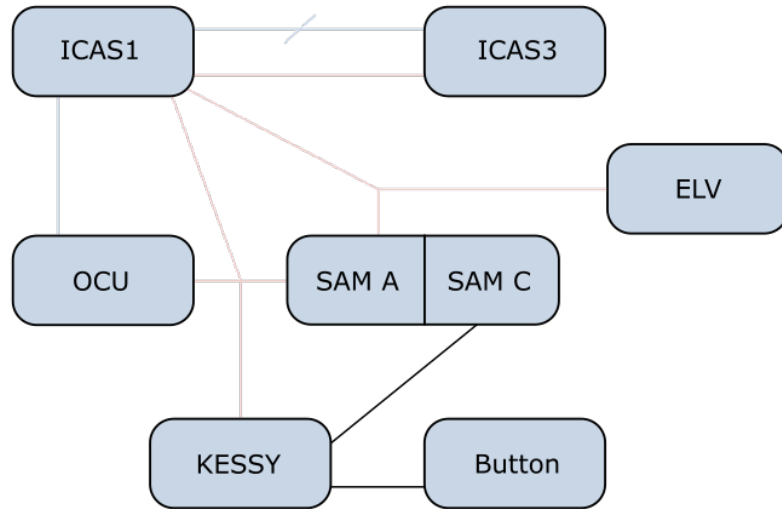 ICAS1
ICAS3
ELV
OCU
SAM A
SAM C
KESSY
Button